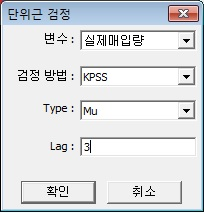 단위근 검정
변수 : 실제매입량
검정 방법 : KPSS
Type : Mu
Lag : 3
확인 취소